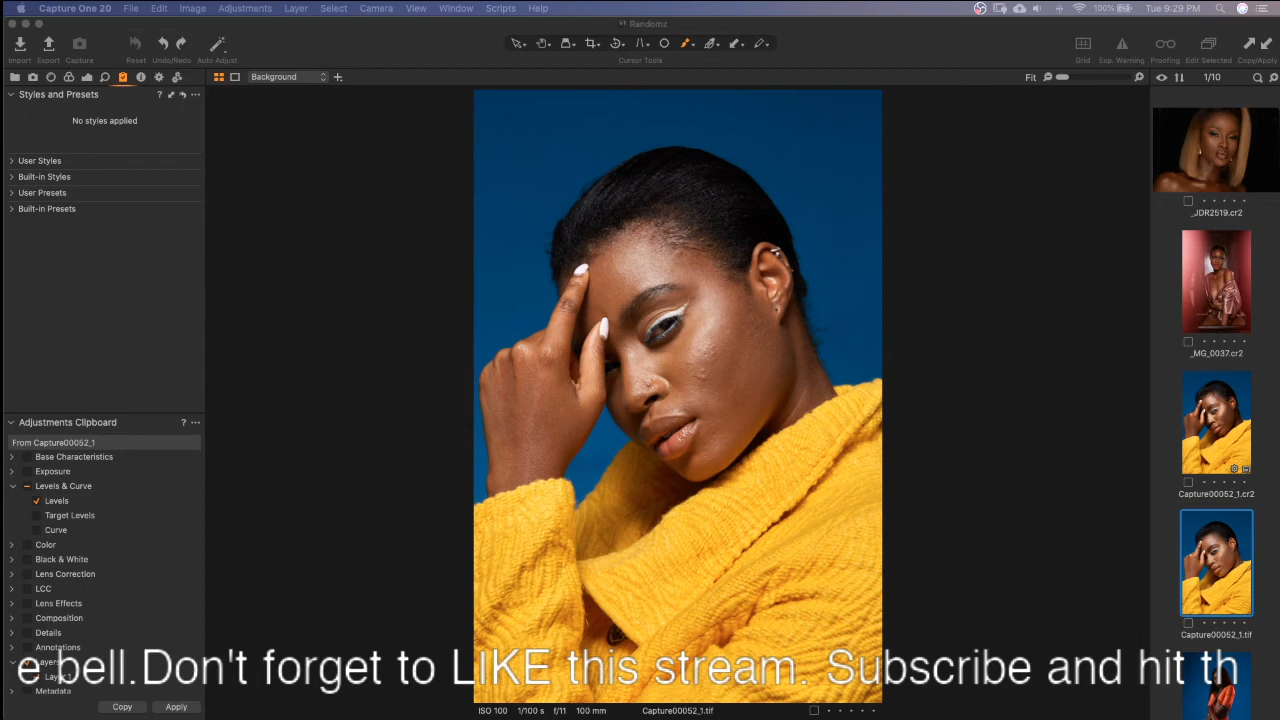 Capture One 20 File Edit Image Adjustments Layer Select Camera View Window Scripts Help 100% Tue 9:29 PM
Randomz
Import Export Capture Reset Undo/Redo Auto Adjust Cursor Tools Grid Exp. Warning Proofing Edit Selected Copy/Apply
Background Fit 1/10
Styles and Presets
No styles applied
User Styles
Built-in Styles
User Presets
Built-in Presets
Adjustments Clipboard
From Capture00052_1
Base Characteristics
Exposure
Levels & Curve
Levels
Target Levels
Curve
Color
Black & White
Lens Correction
LCC
Lens Effects
Composition
Details
Annotations
Layers
Layer
Metadata
Copy Apply
_JDR2519.cr2
_MG_0037.cr2
Capture00052_1.cr2
Capture00052_1.tif
e bell.Don't forget to LIKE this stream. Subscribe and hit th
ISO 100 1/100 s f/11 100 mm Capture00052_1.tif